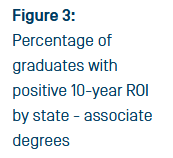 Figure 3:
Percentage of
graduates with
positive 10-year ROI
by state - associate
degrees